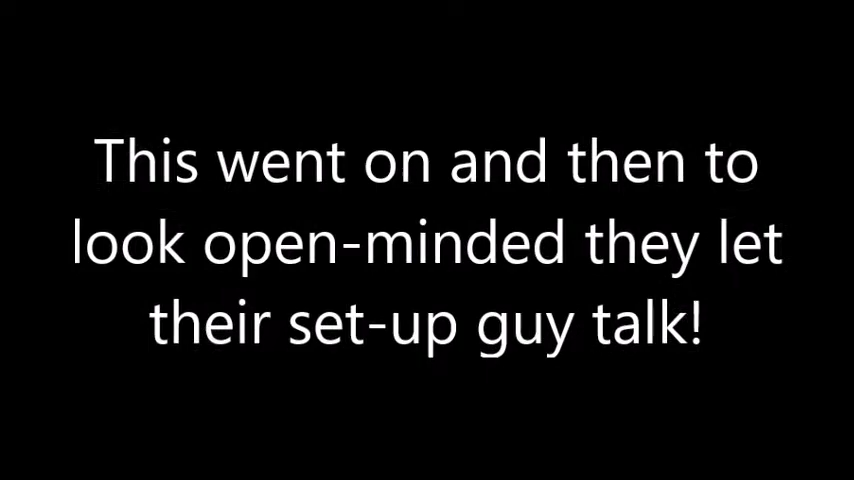 This went on and then to
look open-minded they let
their set-up guy talk!